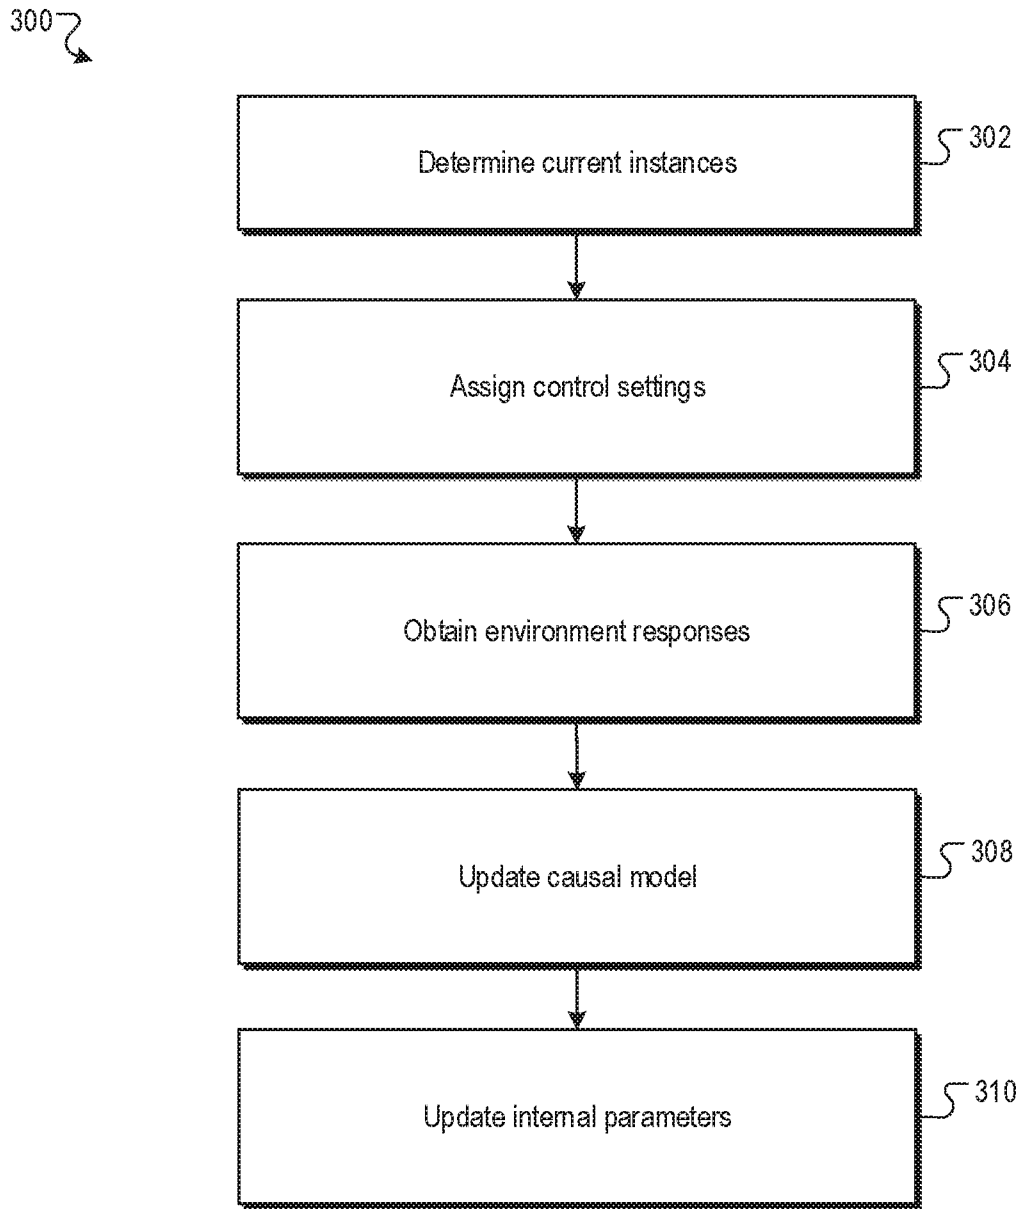 300
Determine current instances
302
Assign control settings
304
Obtain environment responses
306
Update causal model
308
Update internal parameters
310